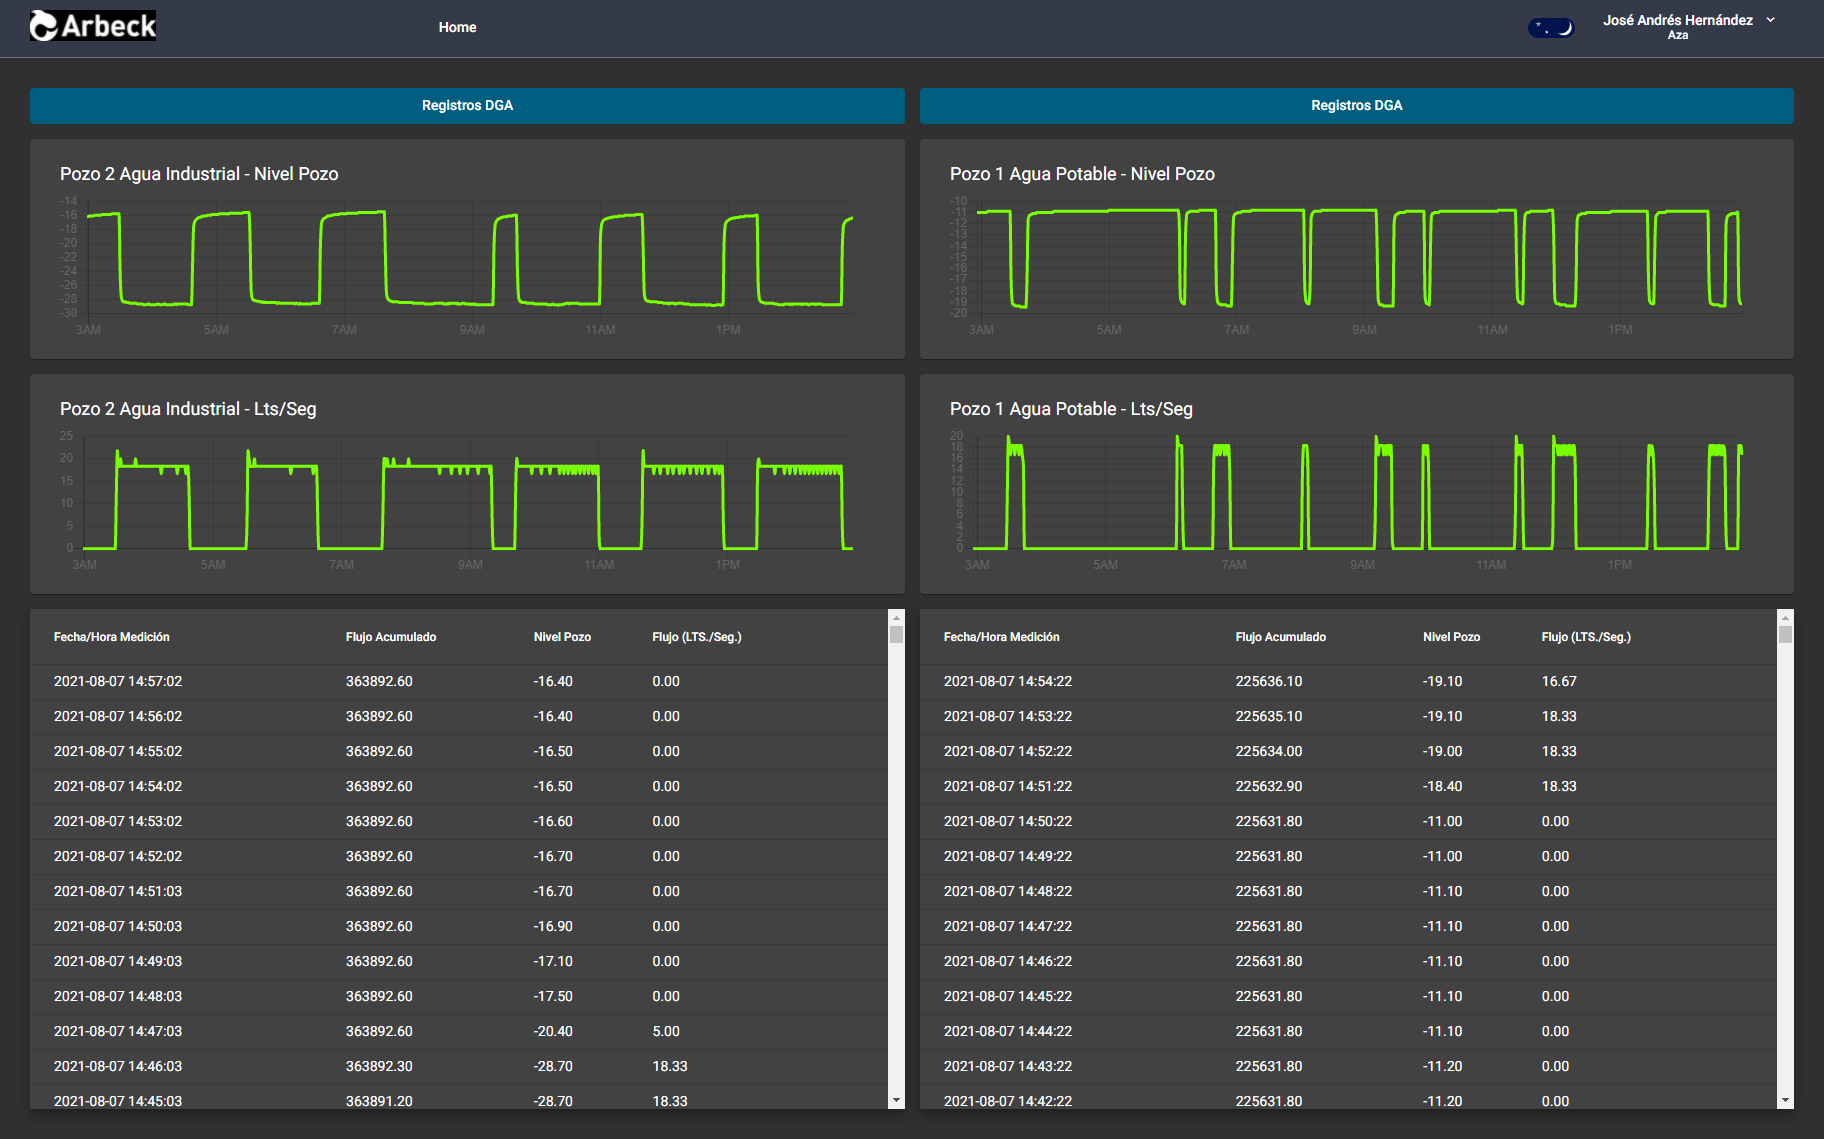 Arbeck
Home
José Andrés Hernández
Aza
Registros DGA
Pozo 2 Agua Industrial - Nivel Pozo
-14
-16
-18
-20
-22
-24
-26
-28
-30
3AM 5AM 7AM 9AM 11AM 1PM
Pozo 2 Agua Industrial - Lts/Seg
25
20
15
10
5
0
3AM 5AM 7AM 9AM 11AM 1PM
Fecha/Hora Medición Flujo Acumulado Nivel Pozo Flujo (LTS./Seg.)
2021-08-07 14:57:02 363892.60 -16.40 0.00
2021-08-07 14:56:02 363892.60 -16.40 0.00
2021-08-07 14:55:02 363892.60 -16.50 0.00
2021-08-07 14:54:02 363892.60 -16.50 0.00
2021-08-07 14:53:02 363892.60 -16.60 0.00
2021-08-07 14:52:02 363892.60 -16.70 0.00
2021-08-07 14:51:03 363892.60 -16.70 0.00
2021-08-07 14:50:03 363892.60 -16.90 0.00
2021-08-07 14:49:03 363892.60 -17.10 0.00
2021-08-07 14:48:03 363892.60 -17.50 0.00
2021-08-07 14:47:03 363892.60 -20.40 5.00
2021-08-07 14:46:03 363892.30 -28.70 18.33
2021-08-07 14:45:03 363891.20 -28.70 18.33
Registros DGA
Pozo 1 Agua Potable - Nivel Pozo
-10
-11
-12
-13
-14
-15
-16
-17
-18
-19
-20
3AM 5AM 7AM 9AM 11AM 1PM
Pozo 1 Agua Potable - Lts/Seg
20
18
16
14
12
10
8
6
4
2
0
3AM 5AM 7AM 9AM 11AM 1PM
Fecha/Hora Medición Flujo Acumulado Nivel Pozo Flujo (LTS./Seg.)
2021-08-07 14:54:22 225636.10 -19.10 16.67
2021-08-07 14:53:22 225635.10 -19.10 18.33
2021-08-07 14:52:22 225634.00 -19.00 18.33
2021-08-07 14:51:22 225632.90 -18.40 18.33
2021-08-07 14:50:22 225631.80 -11.00 0.00
2021-08-07 14:49:22 225631.80 -11.00 0.00
2021-08-07 14:48:22 225631.80 -11.10 0.00
2021-08-07 14:47:22 225631.80 -11.10 0.00
2021-08-07 14:46:22 225631.80 -11.10 0.00
2021-08-07 14:45:22 225631.80 -11.10 0.00
2021-08-07 14:44:22 225631.80 -11.10 0.00
2021-08-07 14:43:22 225631.80 -11.20 0.00
2021-08-07 14:42:22 225631.80 -11.20 0.00